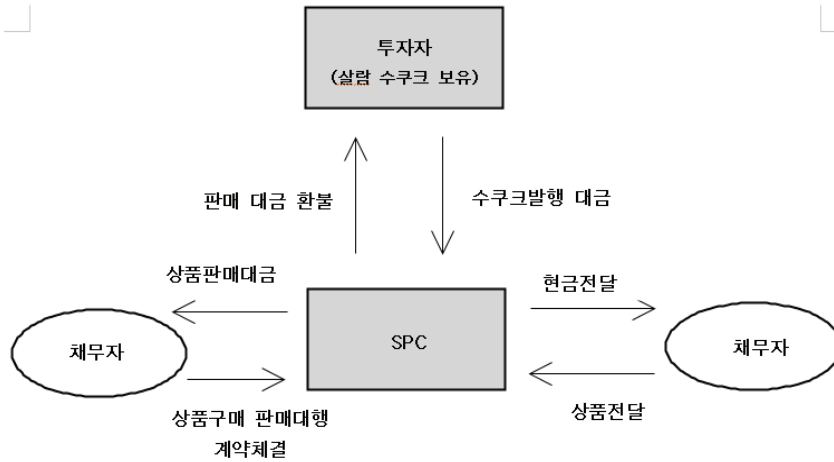 투자자
(살람 수쿠크 보유)
판매 대금 환불
수쿠크발행 대금
상품판매대금
현금전달
채무자
SPC
채무자
상품구매 판매대행
계약체결
상품전달